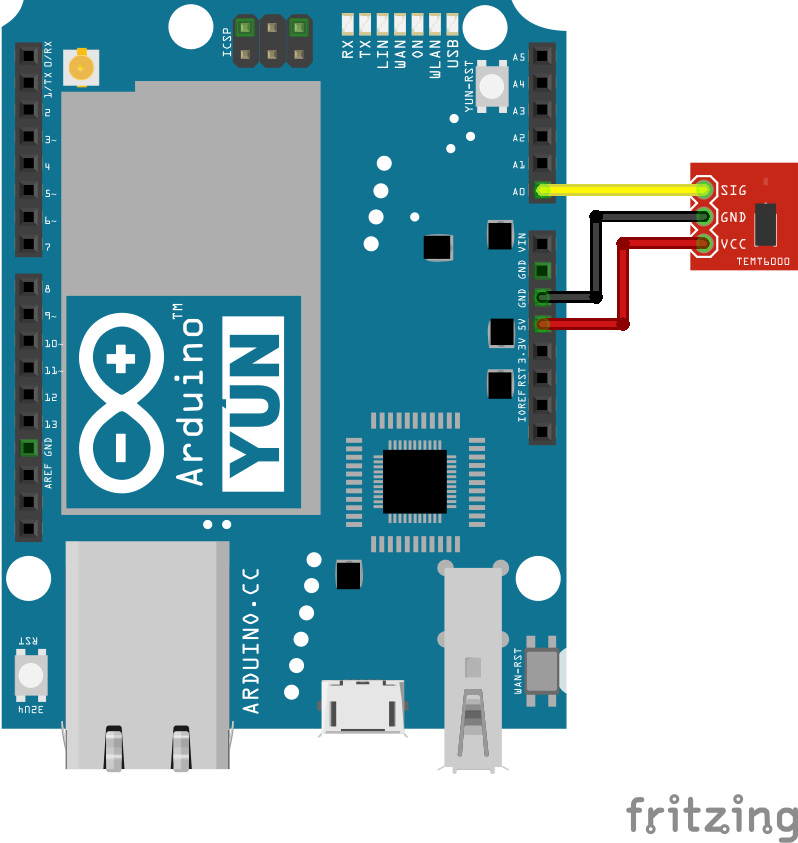 ICSP
RX
TX
LIN
WAN
ON
WLAN
USB
YUN-RST
1/TX 0/RX
2
3~
4
5~
6~
7
8
9~
10~
11~
12
13
AREF GND
A5
A4
A3
A2
A1
A0
VIN
GND
GND
5V
3.3V
RST
IOREF
SIG
GND
VCC
TEMT6000
Arduino™
YÚN
ARDUINO.CC
RST
32U4
WAN-RST
fritzing